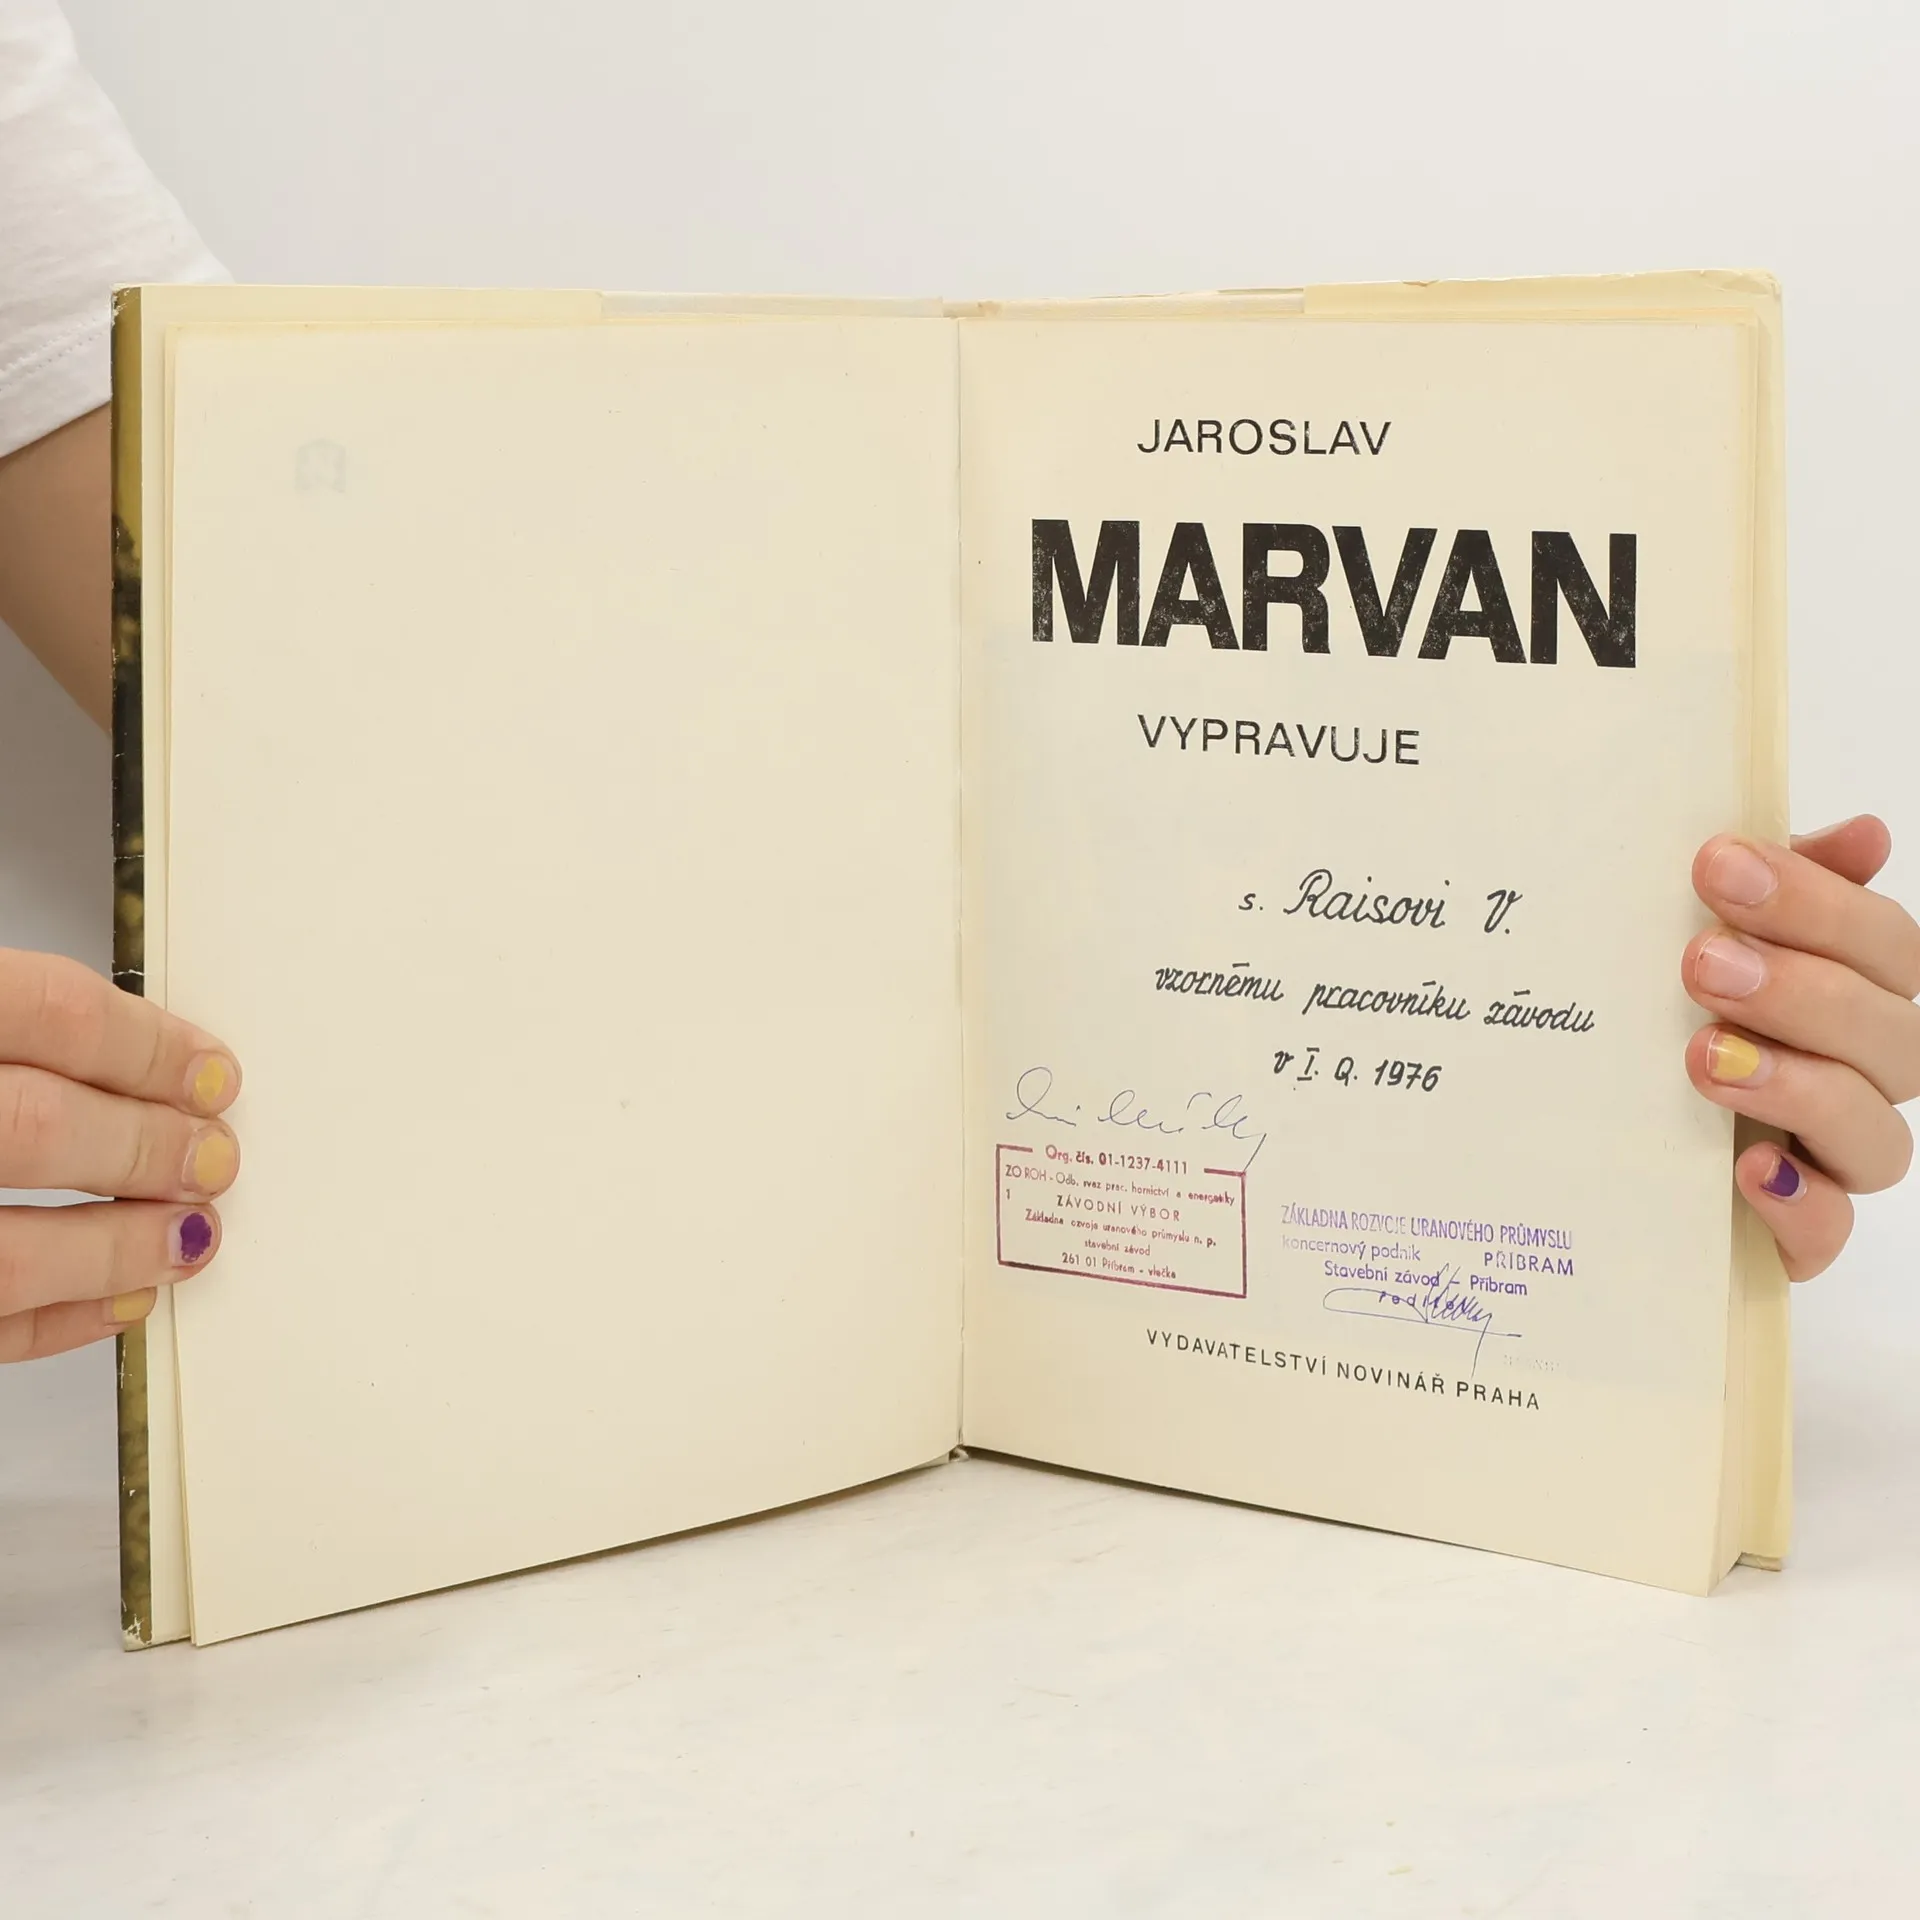 JAROSLAV
MARVAN
VYPRAVUJE
s. Raisovi V.
vzornému pracovníku závodu
v I. Q. 1976
Org. čís. 01-1237-4111
ZO ROH - Odb. svaz prac. hornictví a energetiky
1 ZÁVODNÍ VÝBOR
Základna rozvoje uranového průmyslu n. p.
stavební závod
261 01 Příbram - vlečka
ZÁKLADNA ROZVOJE URANOVÉHO PRŮMYSLU
koncernový podnik PŘÍBRAM
Stavební závod - Příbram
VYDAVATELSTVÍ NOVINÁŘ PRAHA